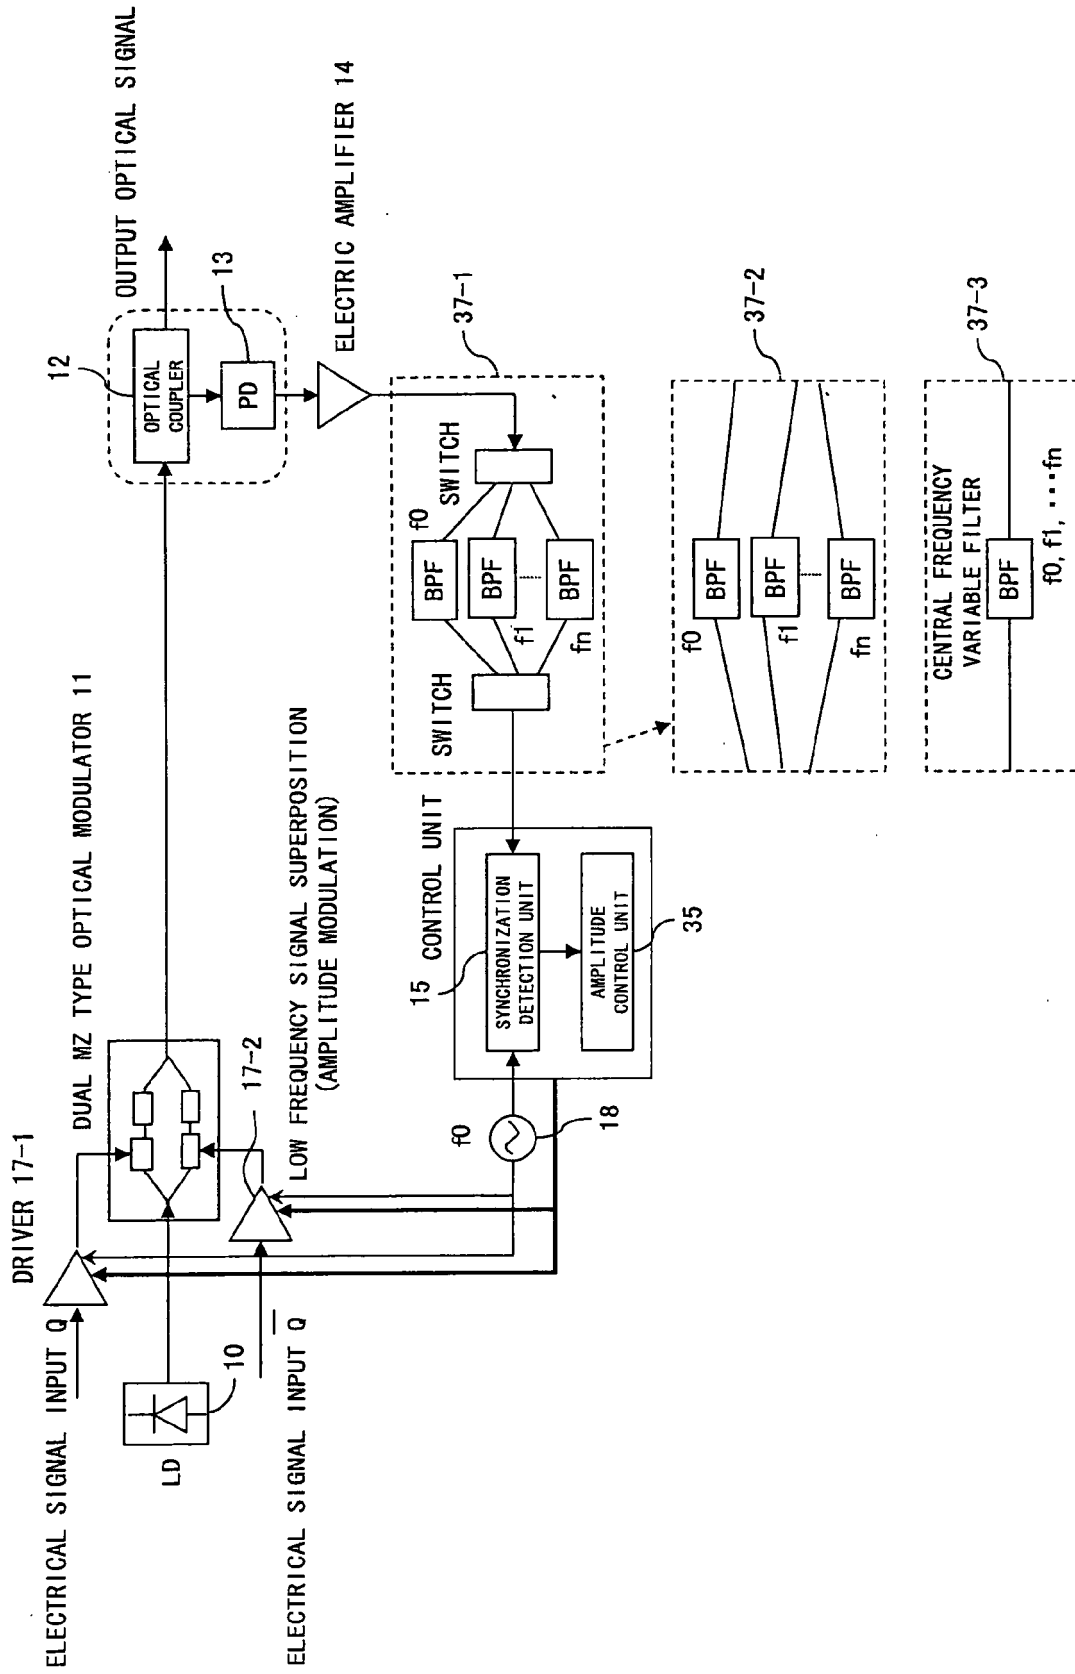 ELECTRICAL SIGNAL INPUT Q
DRIVER 17-1
DUAL MZ TYPE OPTICAL MODULATOR 11
LD
10
ELECTRICAL SIGNAL INPUT Q̅
17-2
LOW FREQUENCY SIGNAL SUPERPOSITION
(AMPLITUDE MODULATION)
12
OUTPUT OPTICAL SIGNAL
OPTICAL
COUPLER
PD
13
ELECTRIC AMPLIFIER 14
f0
18
CONTROL UNIT
15
SYNCHRONIZATION
DETECTION UNIT
AMPLITUDE
CONTROL UNIT
35
37-1
SWITCH
SWITCH
f0
BPF
BPF
f1
BPF
fn
37-2
f0
BPF
BPF
f1
BPF
fn
37-3
CENTRAL FREQUENCY
VARIABLE FILTER
BPF
f0, f1, ···fn